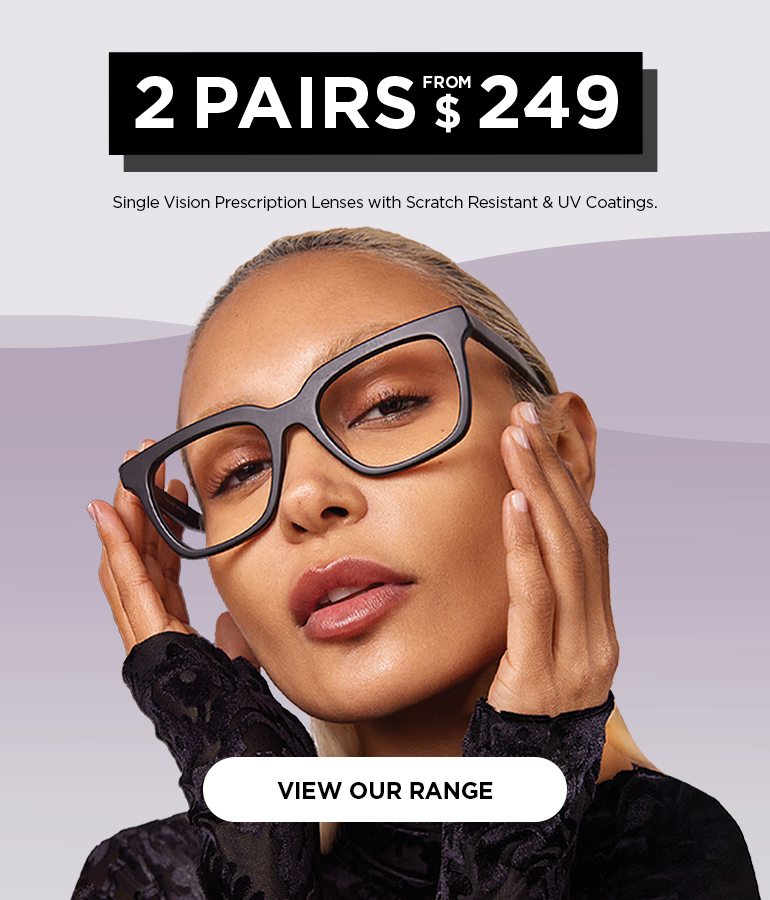 2 PAIRS FROM $249
Single Vision Prescription Lenses with Scratch Resistant & UV Coatings.
VIEW OUR RANGE